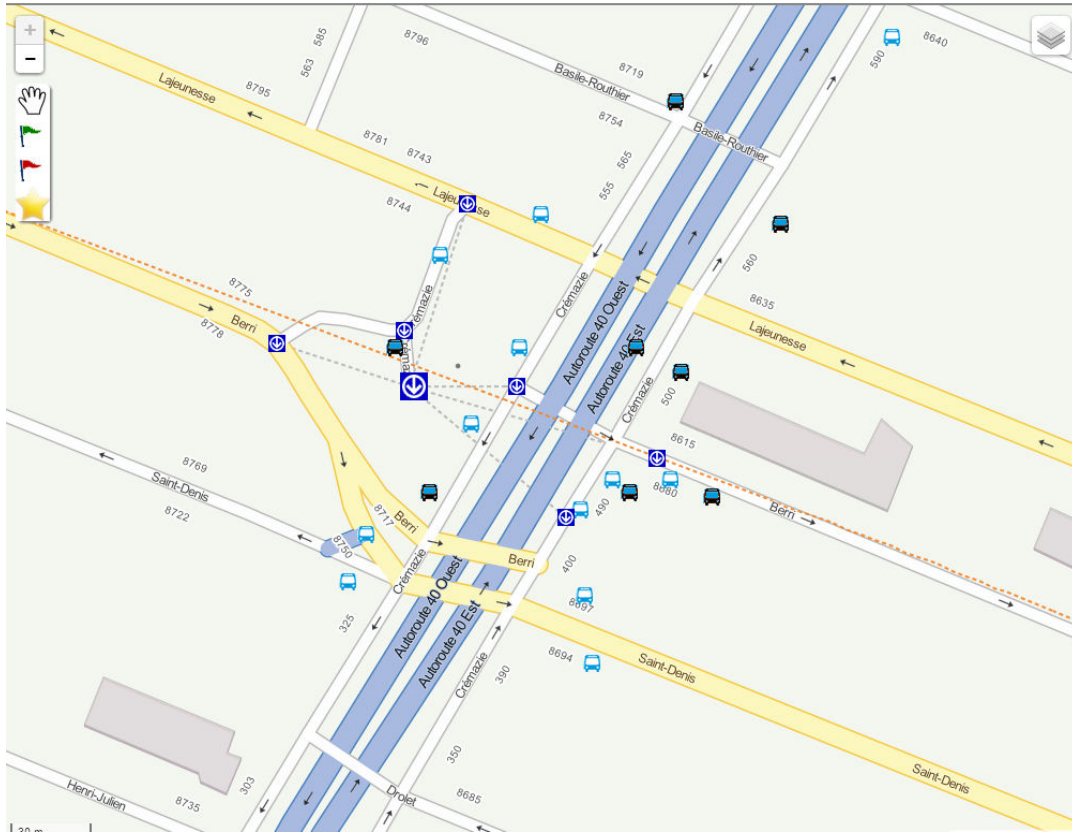 8796
585
563
8795
Lajeunesse
Basile-Routhier
8719
8754
Basile-Routhier
590
8640
8781
8743
8744
Lajeunesse
565
555
560
8775
8778
Berri
Crémazie
Crémazie
Autoroute 40 Ouest
Autoroute 40 Est
Crémazie
8635
Lajeunesse
500
8615
8680
Berri
8769
Saint-Denis
8722
8717
8750
Berri
490
Berri
400
Crémazie
Autoroute 40 Ouest
Autoroute 40 Est
325
8697
8694
Saint-Denis
Crémazie
390
350
Saint-Denis
303
Drolet
8685
Henri-Julien
8735
30 m